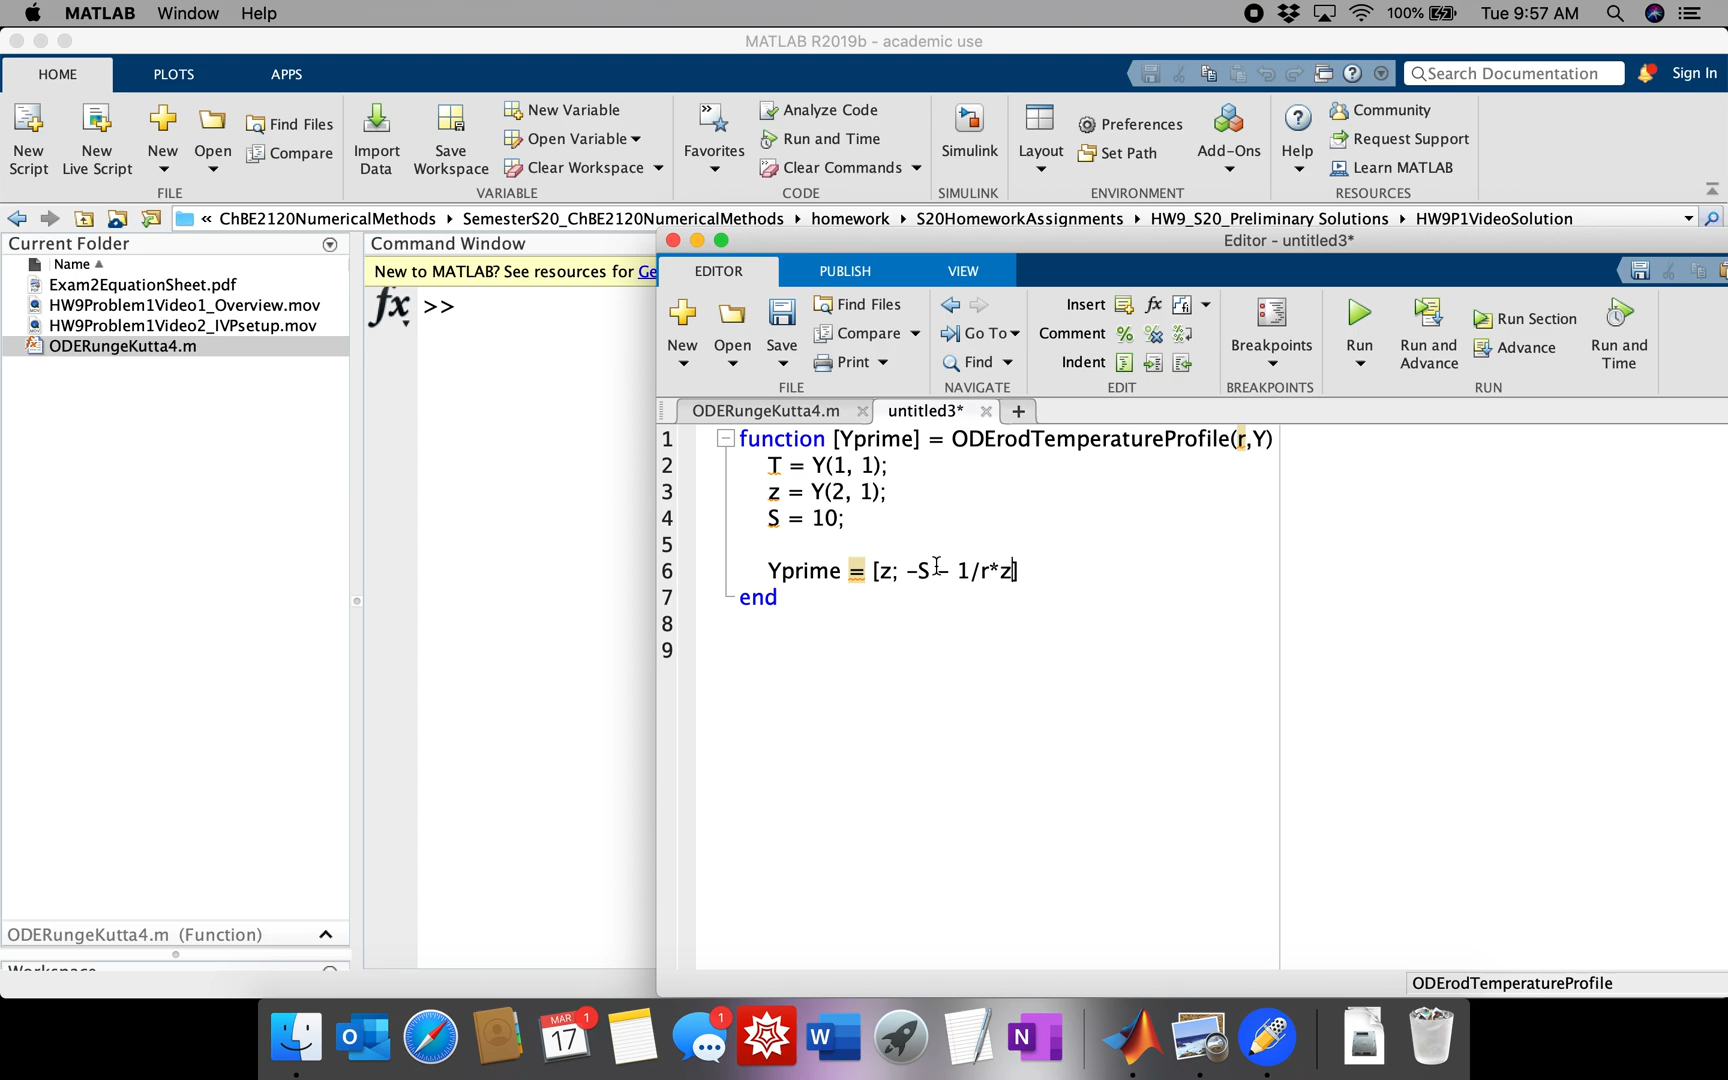 MATLAB Window Help 100% Tue 9:57 AM
MATLAB R2019b - academic use
HOME PLOTS APPS Search Documentation Sign In
New Script
New Live Script
New
Open
Find Files
Compare
FILE
Import Data
Save Workspace
New Variable
Open Variable
Clear Workspace
VARIABLE
Favorites
Analyze Code
Run and Time
Clear Commands
CODE
Simulink
SIMULINK
Layout
Preferences
Set Path
Add-Ons
ENVIRONMENT
Help
Community
Request Support
Learn MATLAB
RESOURCES
« ChBE2120NumericalMethods SemesterS20_ChBE2120NumericalMethods homework S20HomeworkAssignments HW9_S20_Preliminary Solutions HW9P1VideoSolution
Current Folder
Name
Exam2EquationSheet.pdf
HW9Problem1Video1_Overview.mov
HW9Problem1Video2_IVPsetup.mov
ODERungeKutta4.m
ODERungeKutta4.m (Function)
Command Window
New to MATLAB? See resources for Ge
fx >>
Editor - untitled3*
EDITOR PUBLISH VIEW
New
Open
Save
Find Files
Compare
Print
FILE
Go To
Find
NAVIGATE
Insert fx
Comment %
Indent
EDIT
Breakpoints
BREAKPOINTS
Run
Run and Advance
Run Section
Advance
Run and Time
RUN
ODERungeKutta4.m untitled3* +
1 function [Yprime] = ODErodTemperatureProfile(r,Y)
2 T = Y(1, 1);
3 z = Y(2, 1);
4 S = 10;
5
6 Yprime = [z; -S - 1/r*z]
7 end
8
9
ODErodTemperatureProfile
MAR 17 1
1
W
N